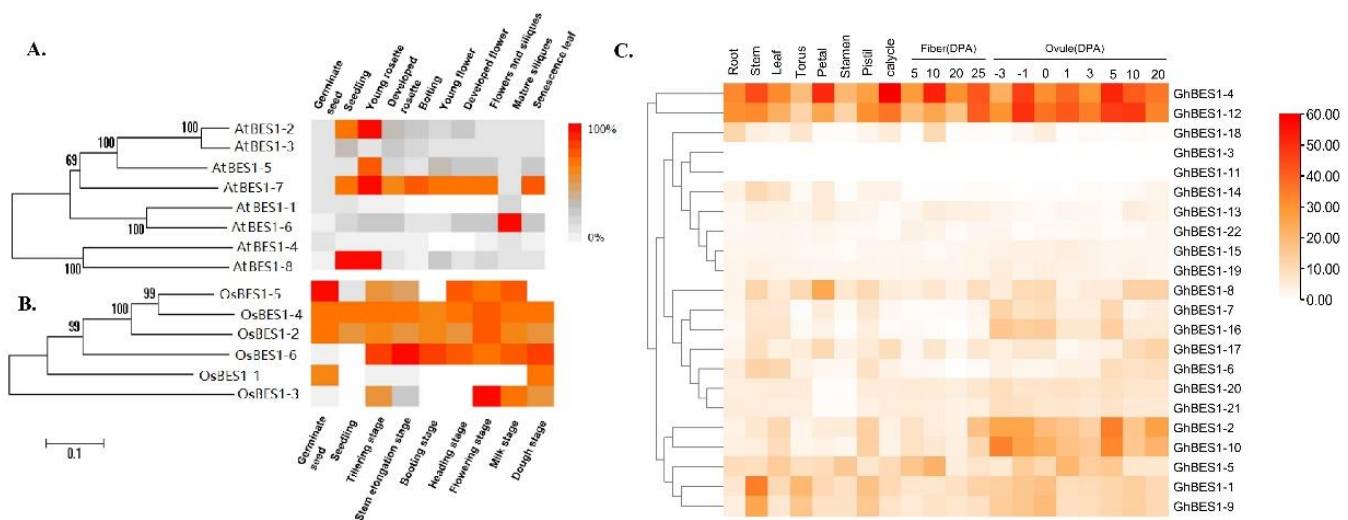 A.
Germinate seed
Seedling
Young rosette
Developed rosette
Bolting
Young flower
Developed flower
Flowers and siliques
Mature siliques
Senescence leaf
100
AtBES1-2
100
AtBES1-3
69
AtBES1-5
AtBES1-7
AtBES1-1
100
AtBES1-6
AtBES1-4
100
AtBES1-8
100%
0%
B.
99
OsBES1-5
100
OsBES1-4
99
OsBES1-2
OsBES1-6
OsBES1-1
OsBES1-3
0.1
Germinate seed
Seedling
Tillering stage
Stem elongation stage
Booting stage
Heading stage
Flowering stage
Milk stage
Dough stage
C.
Root
Stem
Leaf
Torus
Petal
Stamen
Pistil
calycle
Fiber(DPA)
Ovule(DPA)
5 10 20 25 -3 -1 0 1 3 5 10 20
GhBES1-4
GhBES1-12
GhBES1-18
GhBES1-3
GhBES1-11
GhBES1-14
GhBES1-13
GhBES1-22
GhBES1-15
GhBES1-19
GhBES1-8
GhBES1-7
GhBES1-16
GhBES1-17
GhBES1-6
GhBES1-20
GhBES1-21
GhBES1-2
GhBES1-10
GhBES1-5
GhBES1-1
GhBES1-9
60.00
50.00
40.00
30.00
20.00
10.00
0.00